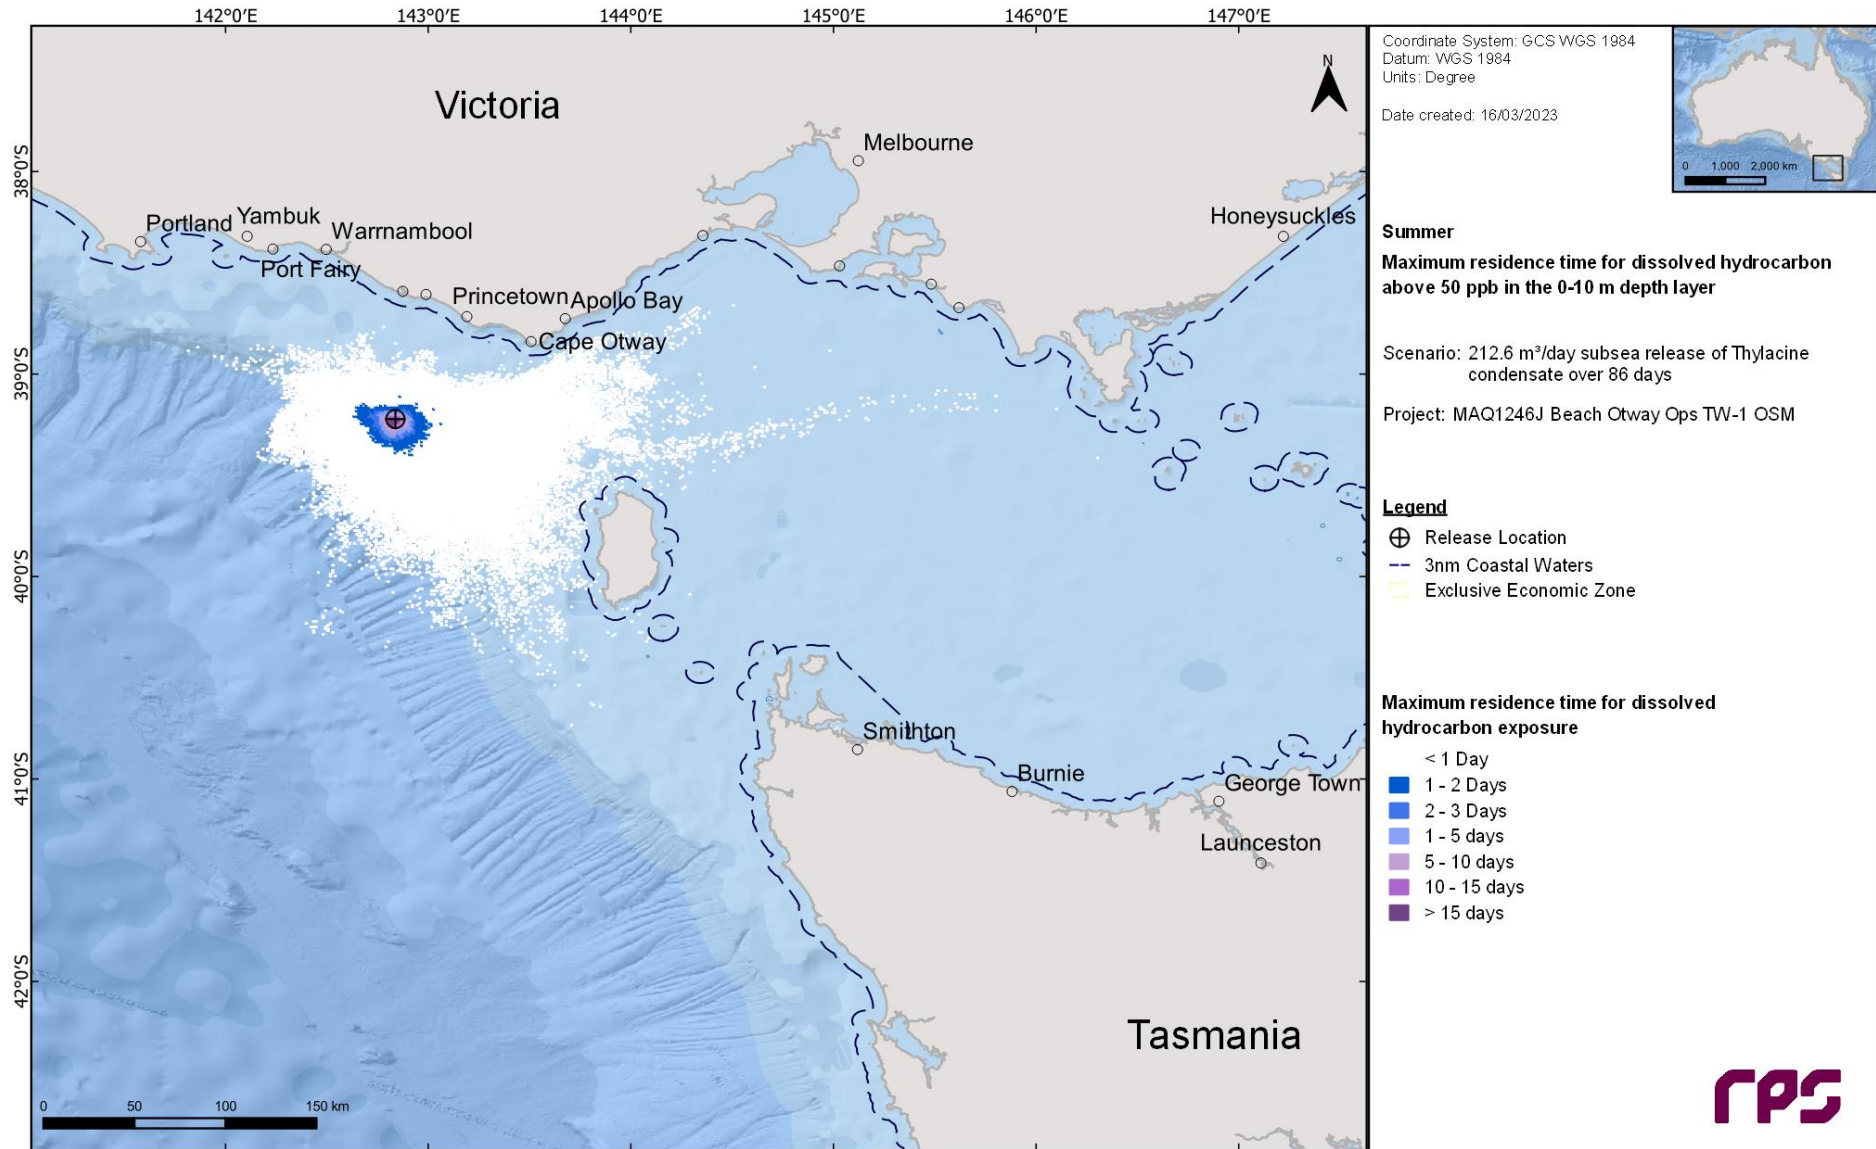 142°0'E 143°0'E 144°0'E 145°0'E 146°0'E 147°0'E
38°0'S
39°0'S
40°0'S
41°0'S
42°0'S
Victoria
N
Melbourne
Portland
Yambuk
Warrnambool
Port Fairy
Honeysuckles
Princetown
Apollo Bay
Cape Otway
Smithton
Burnie
George Town
Launceston
Tasmania
0 50 100 150 km
Coordinate System: GCS WGS 1984
Datum: WGS 1984
Units: Degree
Date created: 16/03/2023
0 1,000 2,000 km
Summer
Maximum residence time for dissolved hydrocarbon
above 50 ppb in the 0-10 m depth layer
Scenario: 212.6 m³/day subsea release of Thylacine
condensate over 86 days
Project: MAQ1246J Beach Otway Ops TW-1 OSM
Legend
Release Location
3nm Coastal Waters
Exclusive Economic Zone
Maximum residence time for dissolved
hydrocarbon exposure
< 1 Day
1 - 2 Days
2 - 3 Days
1 - 5 days
5 - 10 days
10 - 15 days
> 15 days
rps